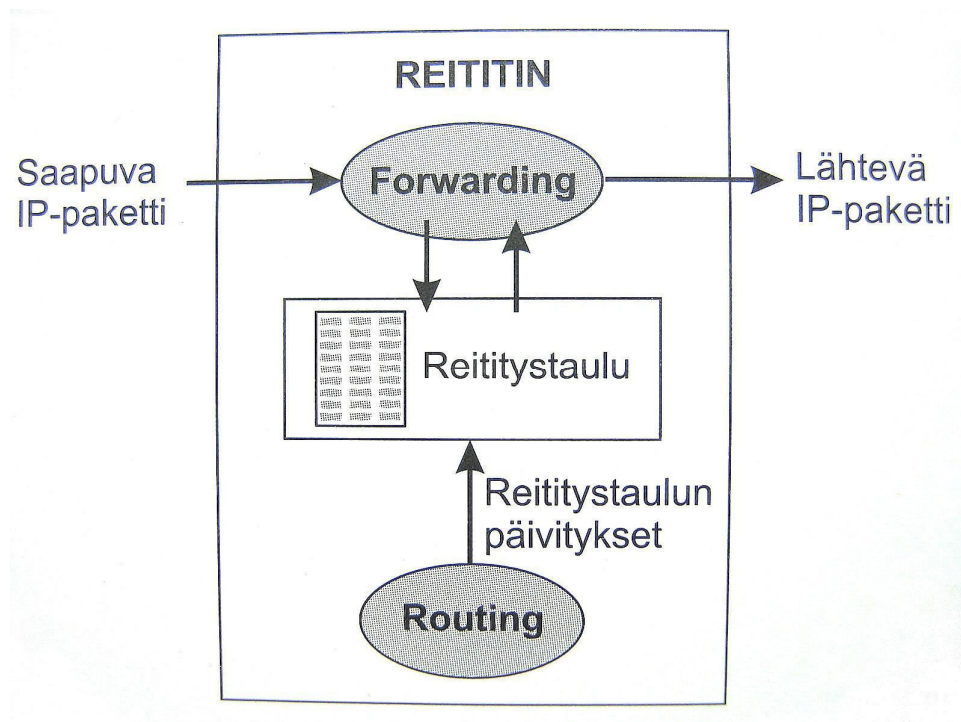 REITITIN
Saapuva
IP-paketti
Forwarding
Lähtevä
IP-paketti
Reititystaulu
Reititystaulun
päivitykset
Routing